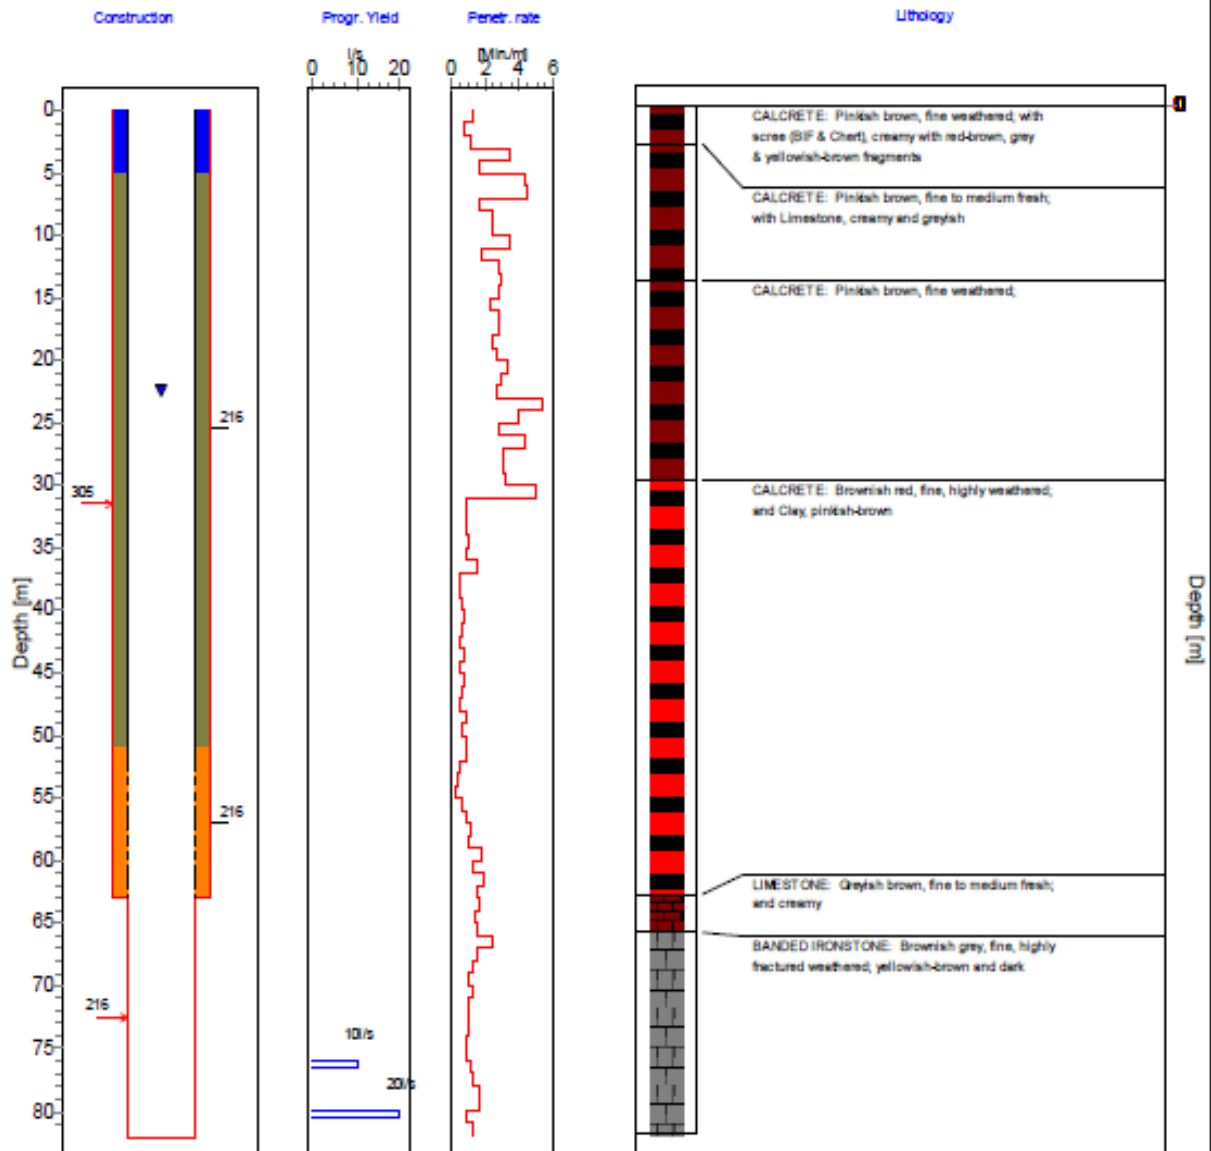 Construction
Progr. Yield
Penetr. rate
Lithology
l/s
[Min./m]
0 10 20
0 2 4 6
0
5
10
15
20
25
30
35
40
45
50
55
60
65
70
75
80
Depth [m]
305
216
216
216
10l/s
20l/s
CALCRETE: Pinkish brown, fine weathered; with
scree (BIF & Chert), creamy with red-brown, grey
& yellowish-brown fragments
CALCRETE: Pinkish brown, fine to medium fresh;
with Limestone, creamy and greyish
CALCRETE: Pinkish brown, fine weathered;
CALCRETE: Brownish red, fine, highly weathered;
and Clay, pinkish-brown
LIMESTONE: Greyish brown, fine to medium fresh;
and creamy
BANDED IRONSTONE: Brownish grey, fine, highly
fractured weathered; yellowish-brown and dark
Depth [m]